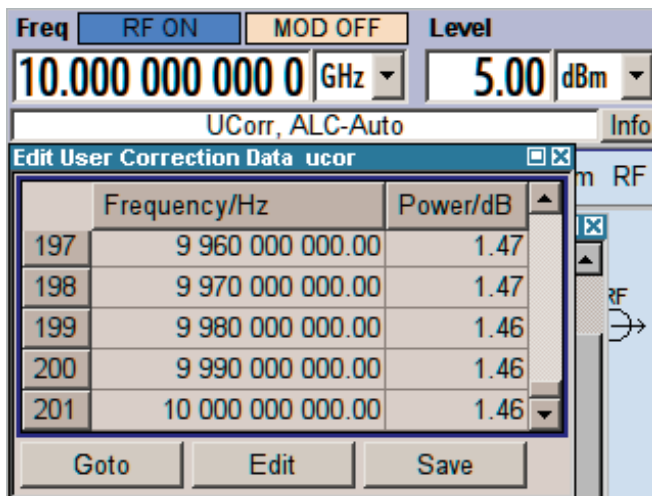 Freq RF ON MOD OFF Level
10.000 000 000 0 GHz 5.00 dBm
UCorr, ALC-Auto Info
Edit User Correction Data ucor
m RF
Frequency/Hz Power/dB
197 9 960 000 000.00 1.47
198 9 970 000 000.00 1.47
RF
199 9 980 000 000.00 1.46
200 9 990 000 000.00 1.46
201 10 000 000 000.00 1.46
Goto Edit Save